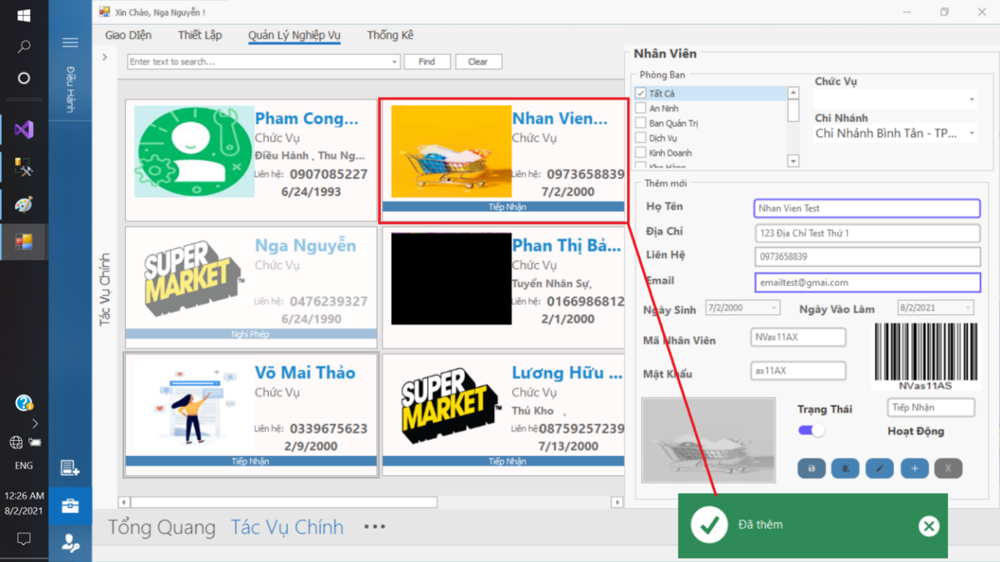 Xin Chào, Nga Nguyễn !
Giao Diện Thiết Lập Quản Lý Nghiệp Vụ Thống Kê
Điều Hành
Enter text to search...
Find
Clear
Tác Vụ Chính
Pham Cong...
Chức Vụ
Điều Hành , Thu Ng...
Liên hệ: 0907085227
6/24/1993
Nhan Vien...
Chức Vụ
Liên hệ: 0973658839
7/2/2000
Tiếp Nhận
SUPER
MARKET
TM
Nga Nguyễn
Chức Vụ
Liên hệ: 0476239327
6/24/1990
Nghỉ Phép
Phan Thị Bả...
Chức Vụ
Tuyển Nhân Sự,
Liên hệ: 0166986812
2/1/2000
Võ Mai Thảo
Chức Vụ
Liên hệ: 0339675623
2/9/2000
Tiếp Nhận
SUPER
MARKET
TM
Lương Hữu ...
Chức Vụ
Thủ Kho ,
Liên hệ: 08759257239
7/13/2000
Tiếp Nhận
Tổng Quang Tác Vụ Chính •••
Nhân Viên
Phòng Ban
Tất Cả
An Ninh
Ban Quản Trị
Dịch Vụ
Kinh Doanh
Kho Hàng
Chức Vụ
Chi Nhánh
Chi Nhánh Bình Tân - TP...
Thêm mới
Họ Tên Nhan Vien Test
Địa Chỉ 123 Địa Chỉ Test Thứ 1
Liên Hệ 0973658839
Email emailtest@gmai.com
Ngày Sinh 7/2/2000 Ngày Vào Làm 8/2/2021
Mã Nhân Viên NVax11AX
Mật Khẩu ax11AX
NVas11AS
Trạng Thái Tiếp Nhận
Hoạt Động
X
Đã thêm
ENG
12:26 AM
8/2/2021